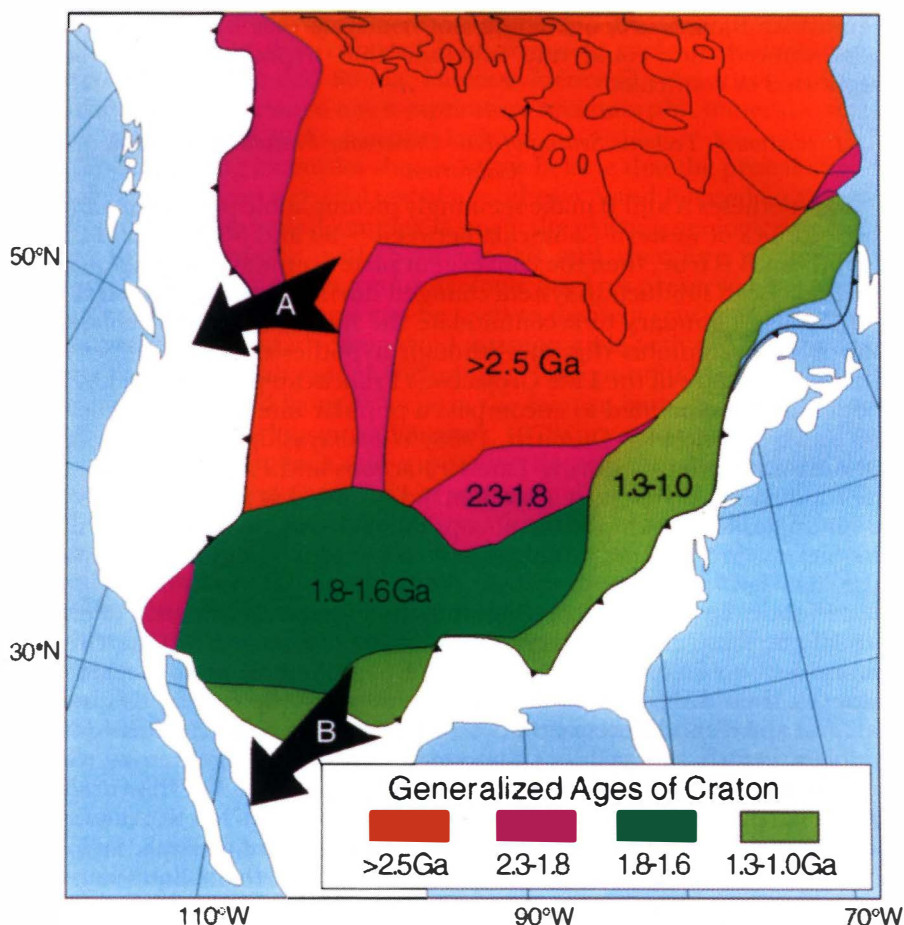 50°N
A
>2.5 Ga
2.3-1.8
1.3-1.0
1.8-1.6Ga
30°N
B
Generalized Ages of Craton
>2.5Ga 2.3-1.8 1.8-1.6 1.3-1.0Ga
110°W 90°W 70°W